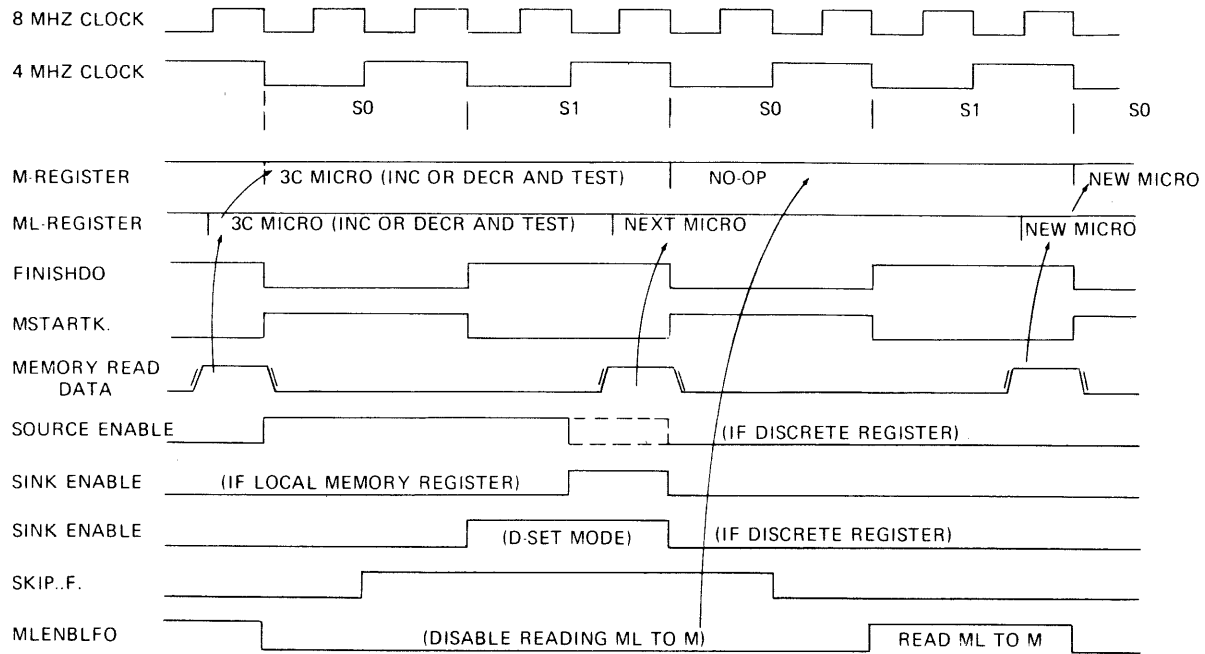 8 MHZ CLOCK
4 MHZ CLOCK
S0 S1 S0 S1 S0
M-REGISTER 3C MICRO (INC OR DECR AND TEST) NO-OP NEW MICRO
ML-REGISTER 3C MICRO (INC OR DECR AND TEST) NEXT MICRO NEW MICRO
FINISHDO
MSTARTK.
MEMORY READ
DATA
SOURCE ENABLE (IF DISCRETE REGISTER)
SINK ENABLE (IF LOCAL MEMORY REGISTER)
SINK ENABLE (D-SET MODE) (IF DISCRETE REGISTER)
SKIP..F.
MLENBLFO (DISABLE READING ML TO M) READ ML TO M